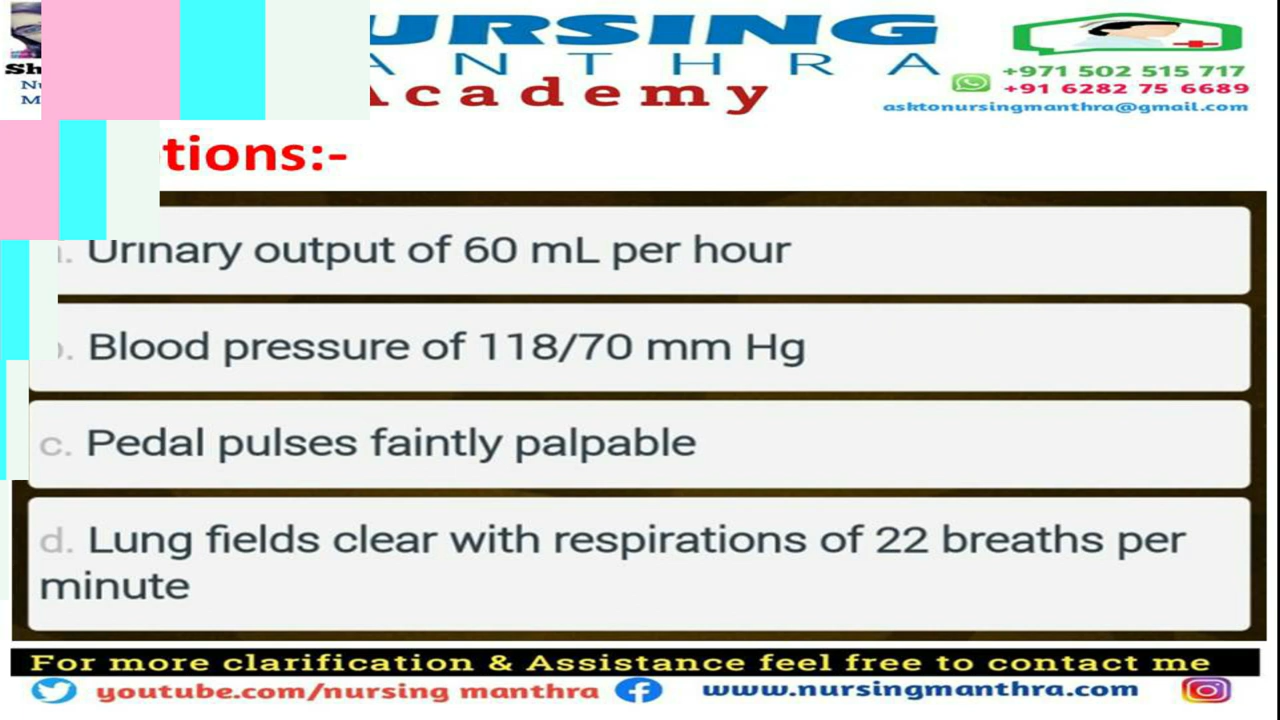 URSING
ANTHRA
Academy
Sh
+971 502 515 717
+91 6282 75 6689
asktonursingmanthra@gmail.com
tions:-
Urinary output of 60 mL per hour
Blood pressure of 118/70 mm Hg
c. Pedal pulses faintly palpable
d. Lung fields clear with respirations of 22 breaths per
minute
For more clarification & Assistance feel free to contact me
youtube.com/nursing manthra www.nursingmanthra.com